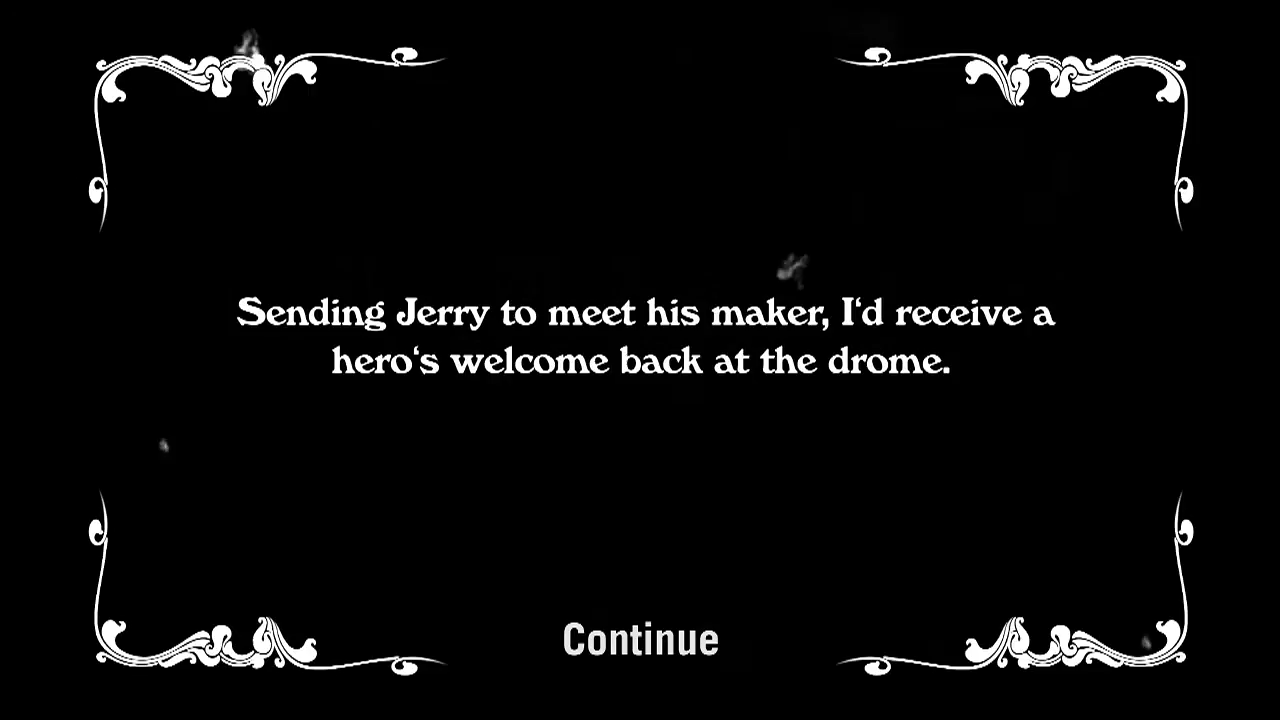 Sending Jerry to meet his maker, I‘d receive a
hero‘s welcome back at the drome.
Continue